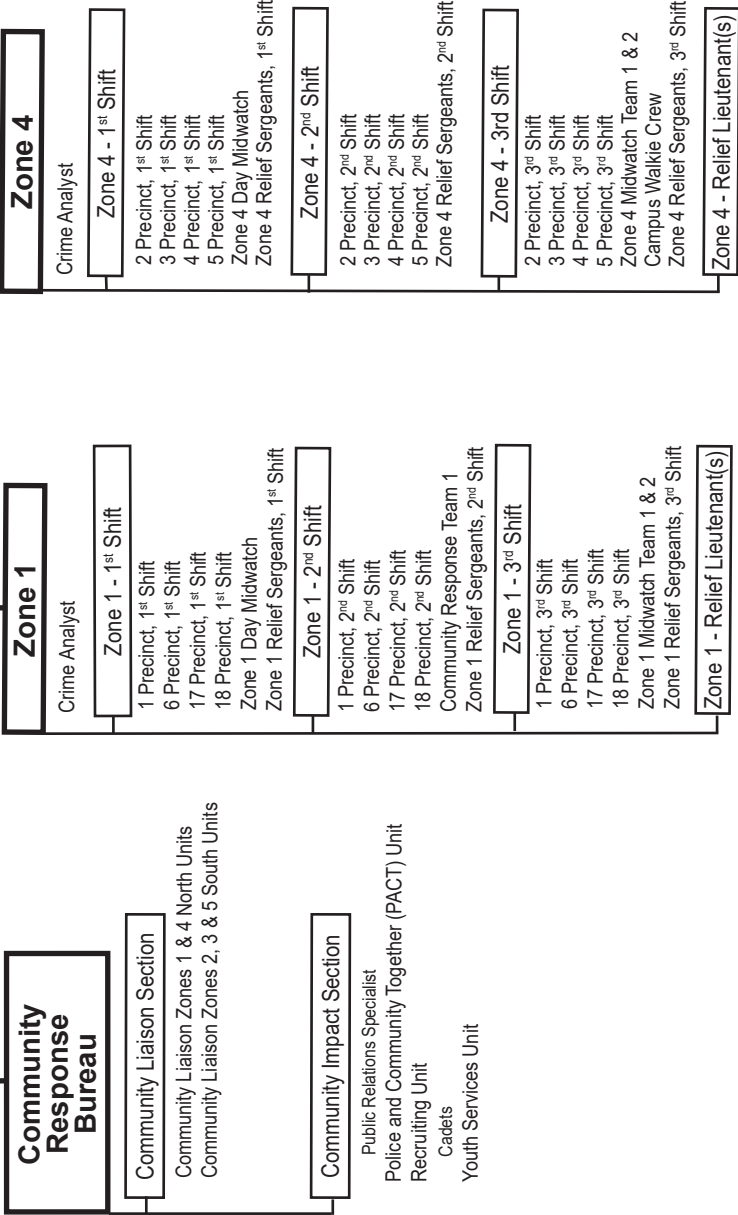 Community
Response
Bureau
Community Liaison Section
Community Liaison Zones 1 & 4 North Units
Community Liaison Zones 2, 3 & 5 South Units
Community Impact Section
Public Relations Specialist
Police and Community Together (PACT) Unit
Recruiting Unit
Cadets
Youth Services Unit
Zone 1
Crime Analyst
Zone 1 - 1st Shift
1 Precinct, 1st Shift
6 Precinct, 1st Shift
17 Precinct, 1st Shift
18 Precinct, 1st Shift
Zone 1 Day Midwatch
Zone 1 Relief Sergeants, 1st Shift
Zone 1 - 2nd Shift
1 Precinct, 2nd Shift
6 Precinct, 2nd Shift
17 Precinct, 2nd Shift
18 Precinct, 2nd Shift
Community Response Team 1
Zone 1 Relief Sergeants, 2nd Shift
Zone 1 - 3rd Shift
1 Precinct, 3rd Shift
6 Precinct, 3rd Shift
17 Precinct, 3rd Shift
18 Precinct, 3rd Shift
Zone 1 Midwatch Team 1 & 2
Zone 1 Relief Sergeants, 3rd Shift
Zone 1 - Relief Lieutenant(s)
Zone 4
Crime Analyst
Zone 4 - 1st Shift
2 Precinct, 1st Shift
3 Precinct, 1st Shift
4 Precinct, 1st Shift
5 Precinct, 1st Shift
Zone 4 Day Midwatch
Zone 4 Relief Sergeants, 1st Shift
Zone 4 - 2nd Shift
2 Precinct, 2nd Shift
3 Precinct, 2nd Shift
4 Precinct, 2nd Shift
5 Precinct, 2nd Shift
Zone 4 Relief Sergeants, 2nd Shift
Zone 4 - 3rd Shift
2 Precinct, 3rd Shift
3 Precinct, 3rd Shift
4 Precinct, 3rd Shift
5 Precinct, 3rd Shift
Zone 4 Midwatch Team 1 & 2
Campus Walkie Crew
Zone 4 Relief Sergeants, 3rd Shift
Zone 4 - Relief Lieutenant(s)